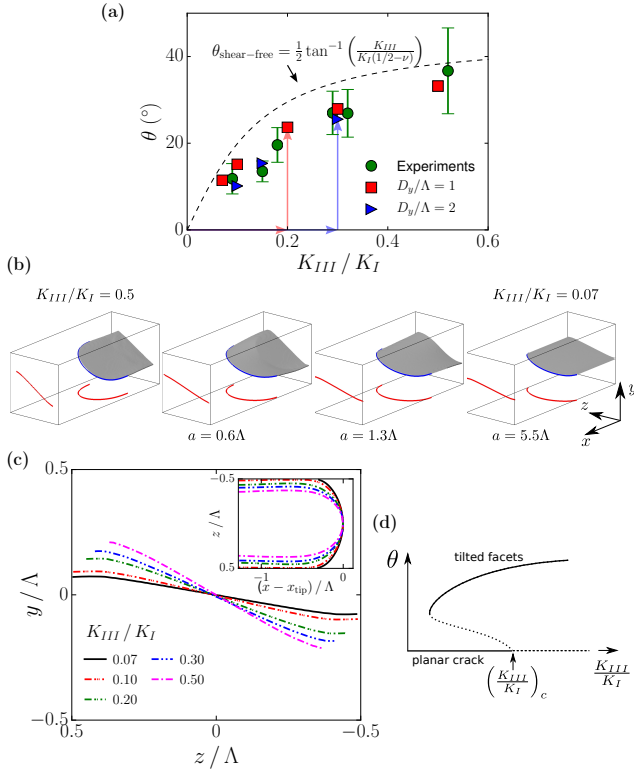 (a)
θ_shear−free = 1/2 tan⁻¹ (K_III / K_I(1/2−ν))
40
20
0
θ (°)
Experiments
D_y/Λ = 1
D_y/Λ = 2
0 0.2 0.4 0.6
K_III / K_I
(b)
K_III/K_I = 0.5 K_III/K_I = 0.07
y
z
x
a = 0.6Λ a = 1.3Λ a = 5.5Λ
(c)
0.5
0
−0.5
y / Λ
−0.5
0.5
z / Λ
−1 0
(x − x_tip) / Λ
K_III / K_I
0.07 0.30
0.10 0.50
0.20
0.5 0 −0.5
z / Λ
(d)
θ
tilted facets
planar crack
(K_III/K_I)_c
K_III/K_I